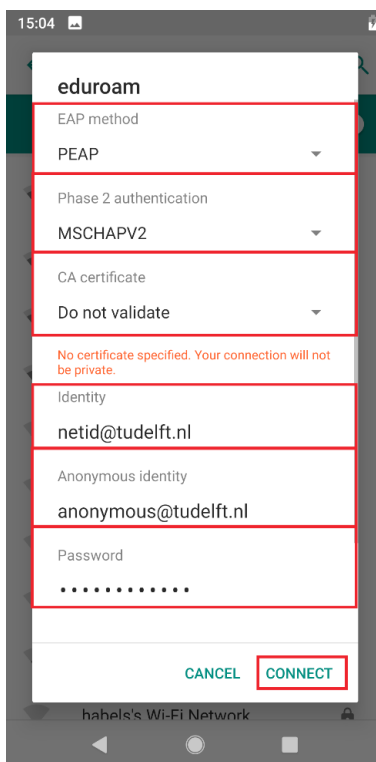 15:04
eduroam
EAP method
PEAP
Phase 2 authentication
MSCHAPV2
CA certificate
Do not validate
No certificate specified. Your connection will not
be private.
Identity
netid@tudelft.nl
Anonymous identity
anonymous@tudelft.nl
Password
••••••••••••
CANCEL CONNECT
habels's Wi-Fi Network